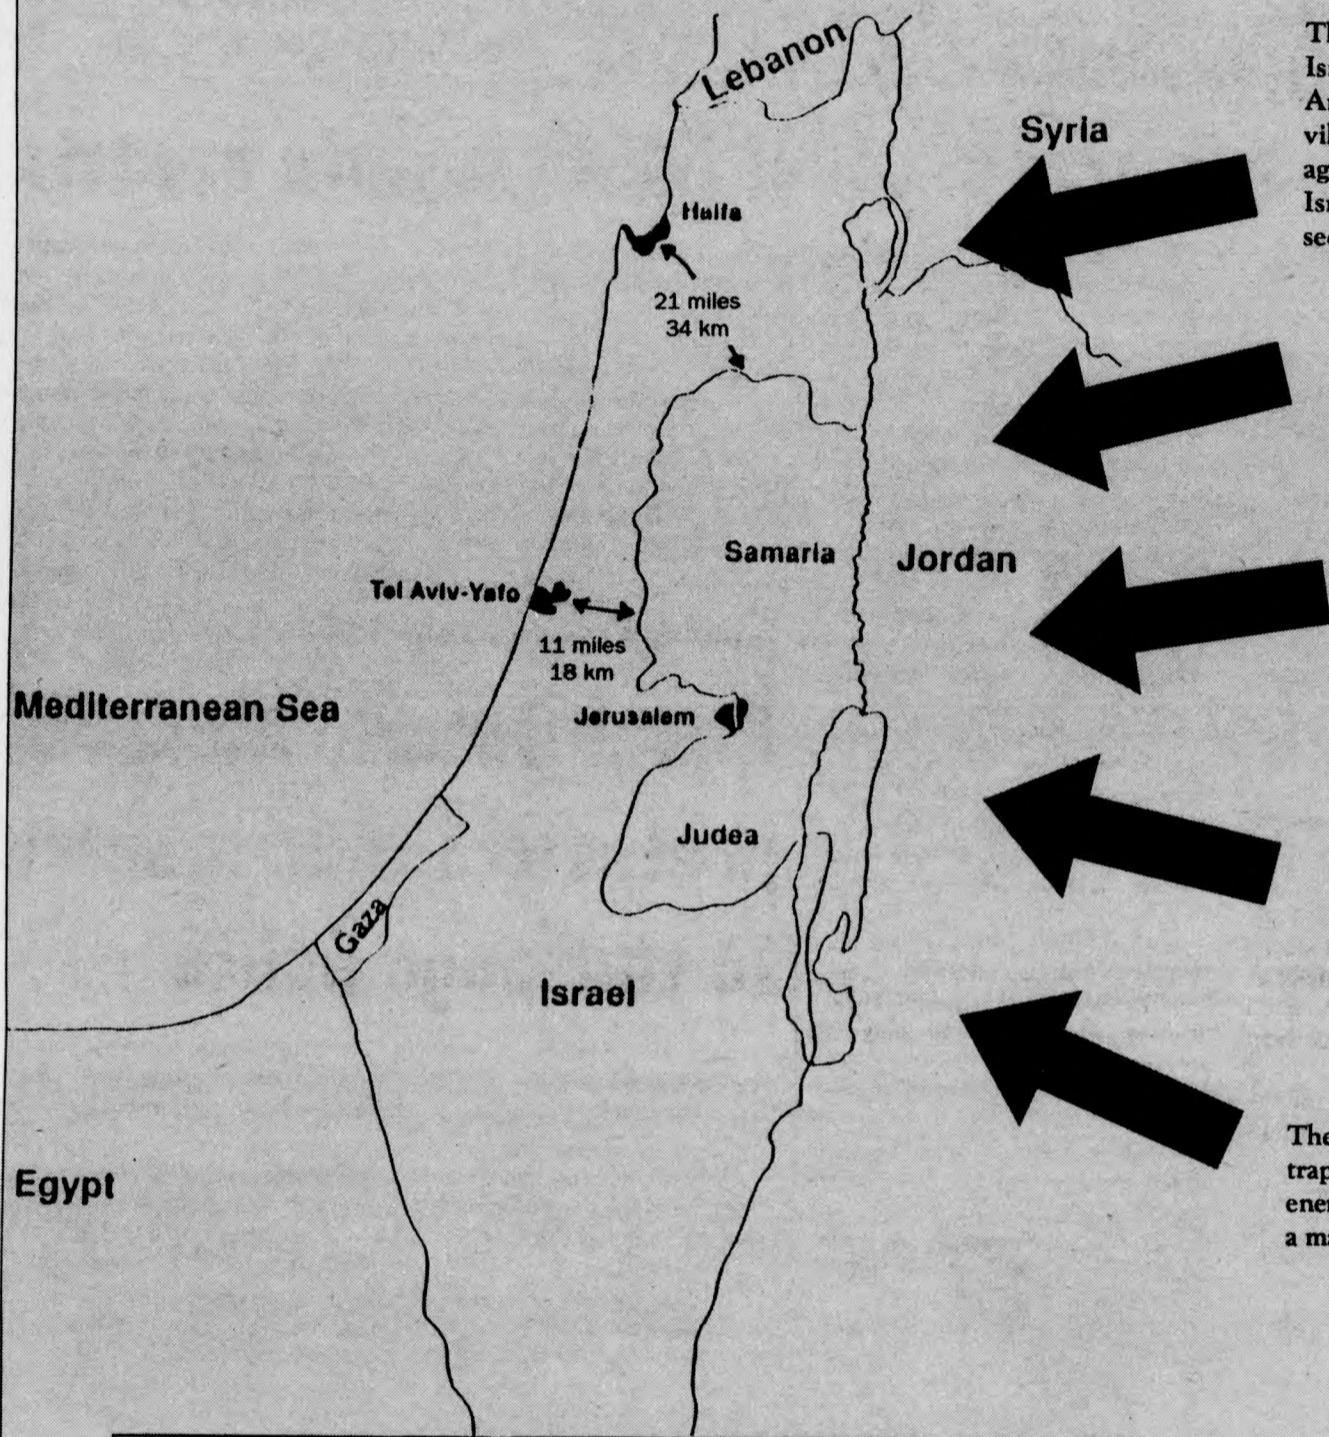 Lebanon
Syria
Haifa
21 miles
34 km
Samaria
Jordan
Tel Aviv-Yafo
11 miles
18 km
Mediterranean Sea
Jerusalem
Judea
Gaza
Israel
Egypt
The
a